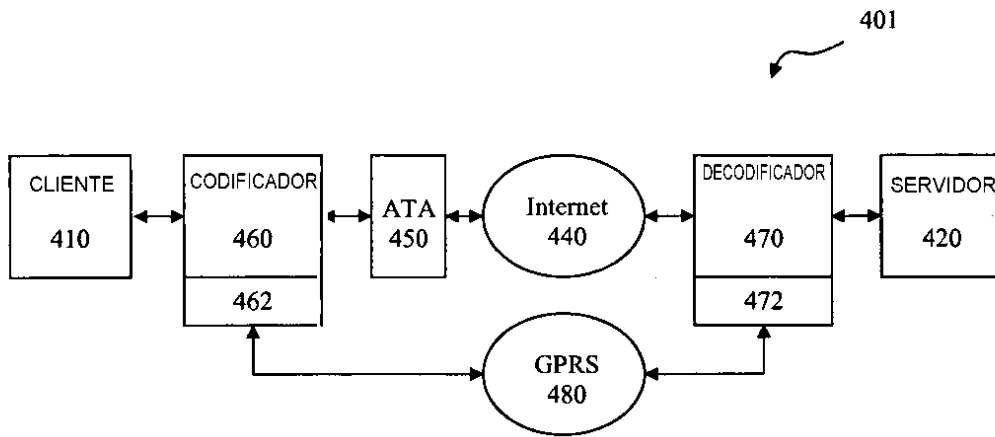 401
CLIENTE
410
CODIFICADOR
460
462
ATA
450
Internet
440
DECODIFICADOR
470
472
SERVIDOR
420
GPRS
480